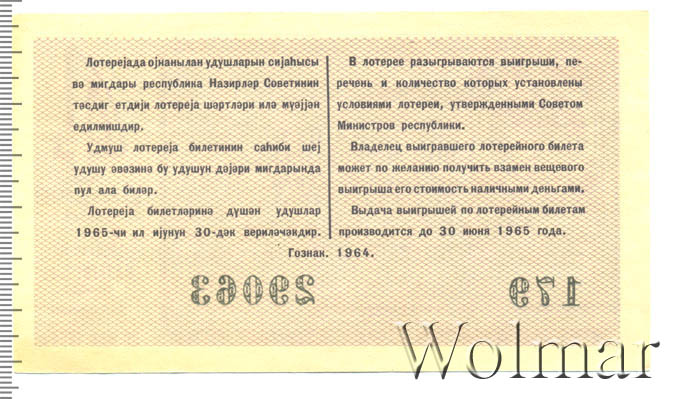 Лотерејада ојнанылан удушларын сијаһысы
вә мигдары республика Назирләр Советинин
тәсдиг етдији лотереја шәртләри илә мүәјјән
едилмишдир.
Удмуш лотереја билетинин саһиби шеј
удушу әвәзинә бу удушун дәјәри мигдарында
пул ала биләр.
Лотереја билетләринә дүшән удушлар
1965-чи ил ијунун 30-дәк вериләчәкдир.
В лотерее разыгрываются выигрыши, пе-
речень и количество которых установлены
условиями лотереи, утвержденными Советом
Министров республики.
Владелец выигравшего лотерейного билета
может по желанию получить взамен вещевого
выигрыша его стоимость наличными деньгами.
Выдача выигрышей по лотерейным билетам
производится до 30 июня 1965 года.
Гознак. 1964.
29063 179
Wolmar